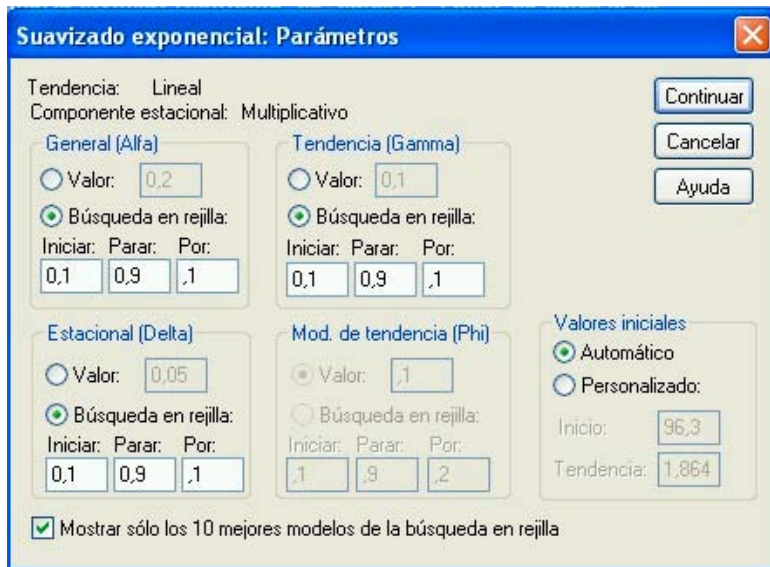 Suavizado exponencial: Parámetros
Tendencia: Lineal
Componente estacional: Multiplicativo
Continuar
Cancelar
Ayuda
General (Alfa)
Valor: 0,2
Búsqueda en rejilla:
Iniciar: Parar: Por:
0,1 0,9 ,1
Tendencia (Gamma)
Valor: 0,1
Búsqueda en rejilla:
Iniciar: Parar: Por:
0,1 0,9 ,1
Estacional (Delta)
Valor: 0,05
Búsqueda en rejilla:
Iniciar: Parar: Por:
0,1 0,9 ,1
Mod. de tendencia (Phi)
Valor: ,1
Búsqueda en rejilla:
Iniciar: Parar: Por:
,1 ,9 ,2
Valores iniciales
Automático
Personalizado:
Inicio: 96,3
Tendencia: 1,864
Mostrar sólo los 10 mejores modelos de la búsqueda en rejilla